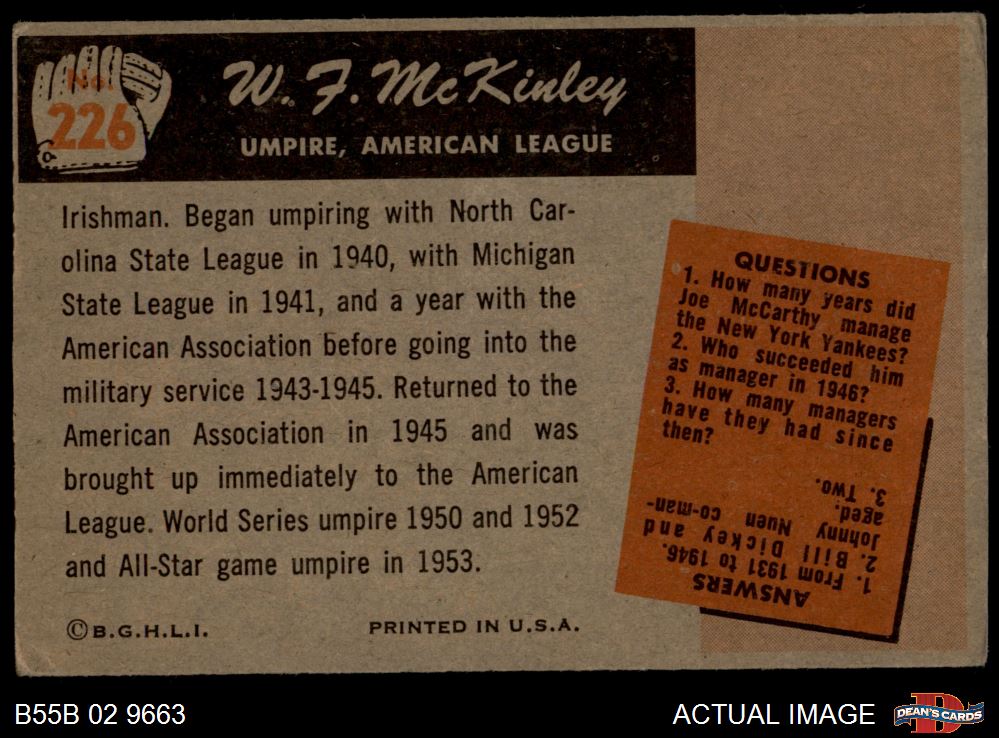 No.
226
W. F. McKinley
UMPIRE, AMERICAN LEAGUE
Irishman. Began umpiring with North Car-
olina State League in 1940, with Michigan
State League in 1941, and a year with the
American Association before going into the
military service 1943-1945. Returned to the
American Association in 1945 and was
brought up immediately to the American
League. World Series umpire 1950 and 1952
and All-Star game umpire in 1953.
©B.G.H.L.I.
PRINTED IN U.S.A.
QUESTIONS
1. How many years did
Joe McCarthy manage
the New York Yankees?
2. Who succeeded him
as manager in 1946?
3. How many managers
have they had since
then?
ANSWERS
1. From 1931 to 1946.
2. Bill Dickey and
Johnny Nuen co-man-
aged.
3. Two.
B55B 02 9663
ACTUAL IMAGE
DEAN'S CARDS